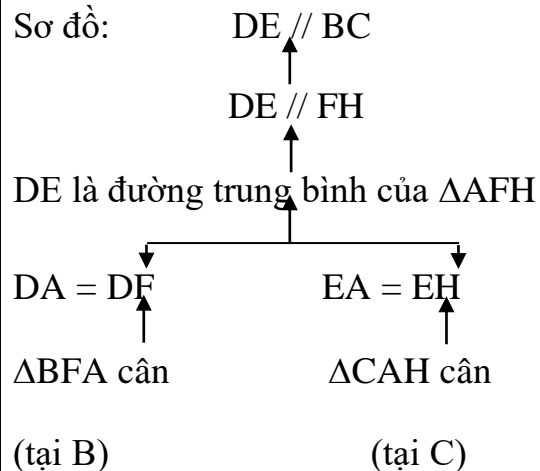 Sơ đồ: DE // BC
DE // FH
DE là đường trung bình của ΔAFH
DA = DF EA = EH
ΔBFA cân ΔCAH cân
(tại B) (tại C)